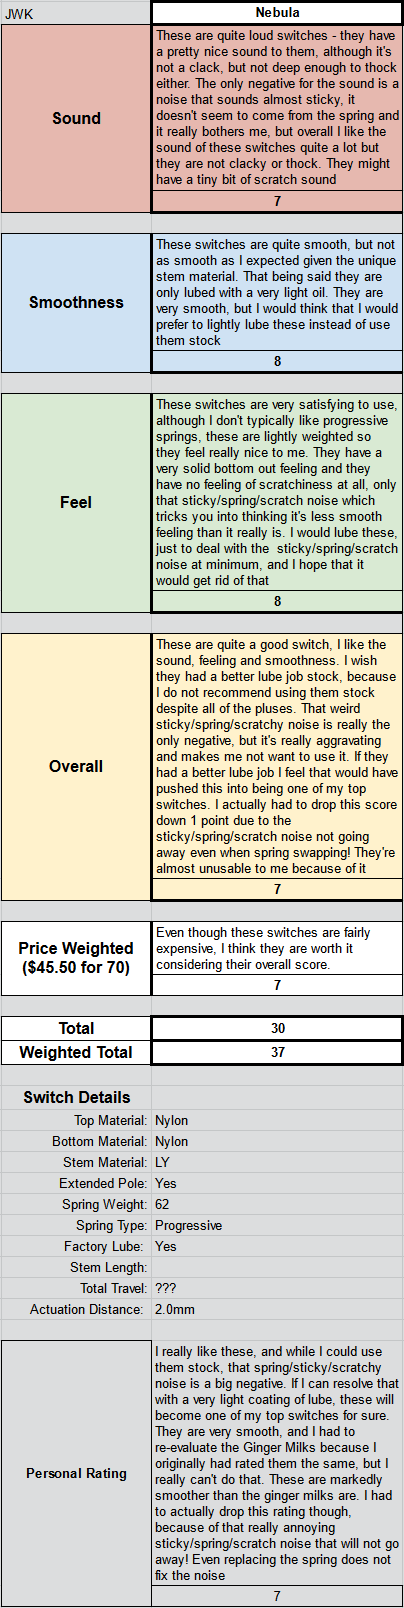 JWK
Nebula
Sound
These are quite loud switches - they have
a pretty nice sound to them, although it's
not a clack, but not deep enough to thock
either. The only negative for the sound is a
noise that sounds almost sticky, it
doesn't seem to come from the spring and
it really bothers me, but overall I like the
sound of these switches quite a lot but
they are not clacky or thock. They might
have a tiny bit of scratch sound
7
Smoothness
These switches are quite smooth, but not
as smooth as I expected given the unique
stem material. That being said they are
only lubed with a very light oil. They are
very smooth, but I would think that I would
prefer to lightly lube these instead of use
them stock
8
Feel
These switches are very satisfying to use,
although I don't typically like progressive
springs, these are lightly weighted so
they feel really nice to me. They have a
very solid bottom out feeling and they
have no feeling of scratchiness at all, only
that sticky/spring/scratch noise which
tricks you into thinking it's less smooth
feeling than it really is. I would lube these,
just to deal with the  sticky/spring/scratch
noise at minimum, and I hope that it
would get rid of that
8
Overall
These are quite a good switch, I like the
sound, feeling and smoothness. I wish
they had a better lube job stock, because
I do not recommend using them stock
despite all of the pluses. That weird
sticky/spring/scratchy noise is really the
only negative, but it's really aggravating
and makes me not want to use it. If they
had a better lube job I feel that would have
pushed this into being one of my top
switches. I actually had to drop this score
down 1 point due to the
sticky/spring/scratch noise not going
away even when spring swapping! They're
almost unusable to me because of it
7
Price Weighted
($45.50 for 70)
Even though these switches are fairly
expensive, I think they are worth it
considering their overall score.
7
Total
30
Weighted Total
37
Switch Details
Top Material: Nylon
Bottom Material: Nylon
Stem Material: LY
Extended Pole: Yes
Spring Weight: 62
Spring Type: Progressive
Factory Lube: Yes
Stem Length:
Total Travel: ???
Actuation Distance: 2.0mm
Personal Rating
I really like these, and while I could use
them stock, that spring/sticky/scratchy
noise is a big negative. If I can resolve that
with a very light coating of lube, these will
become one of my top switches for sure.
They are very smooth, and I had to
re-evaluate the Ginger Milks because I
originally had rated them the same, but I
really can't do that. These are markedly
smoother than the ginger milks are. I had
to actually drop this rating though,
because of that really annoying
sticky/spring/scratch noise that will not go
away! Even replacing the spring does not
fix the noise
7